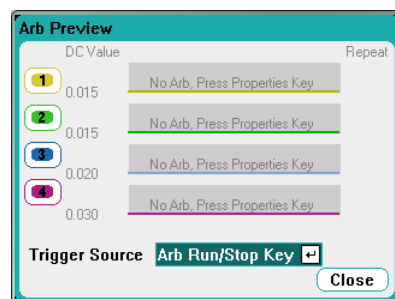 Arb Preview
DC Value Repeat
1 No Arb, Press Properties Key
0.015
2 No Arb, Press Properties Key
0.015
3 No Arb, Press Properties Key
0.020
4 No Arb, Press Properties Key
0.030
Trigger Source Arb Run/Stop Key
Close